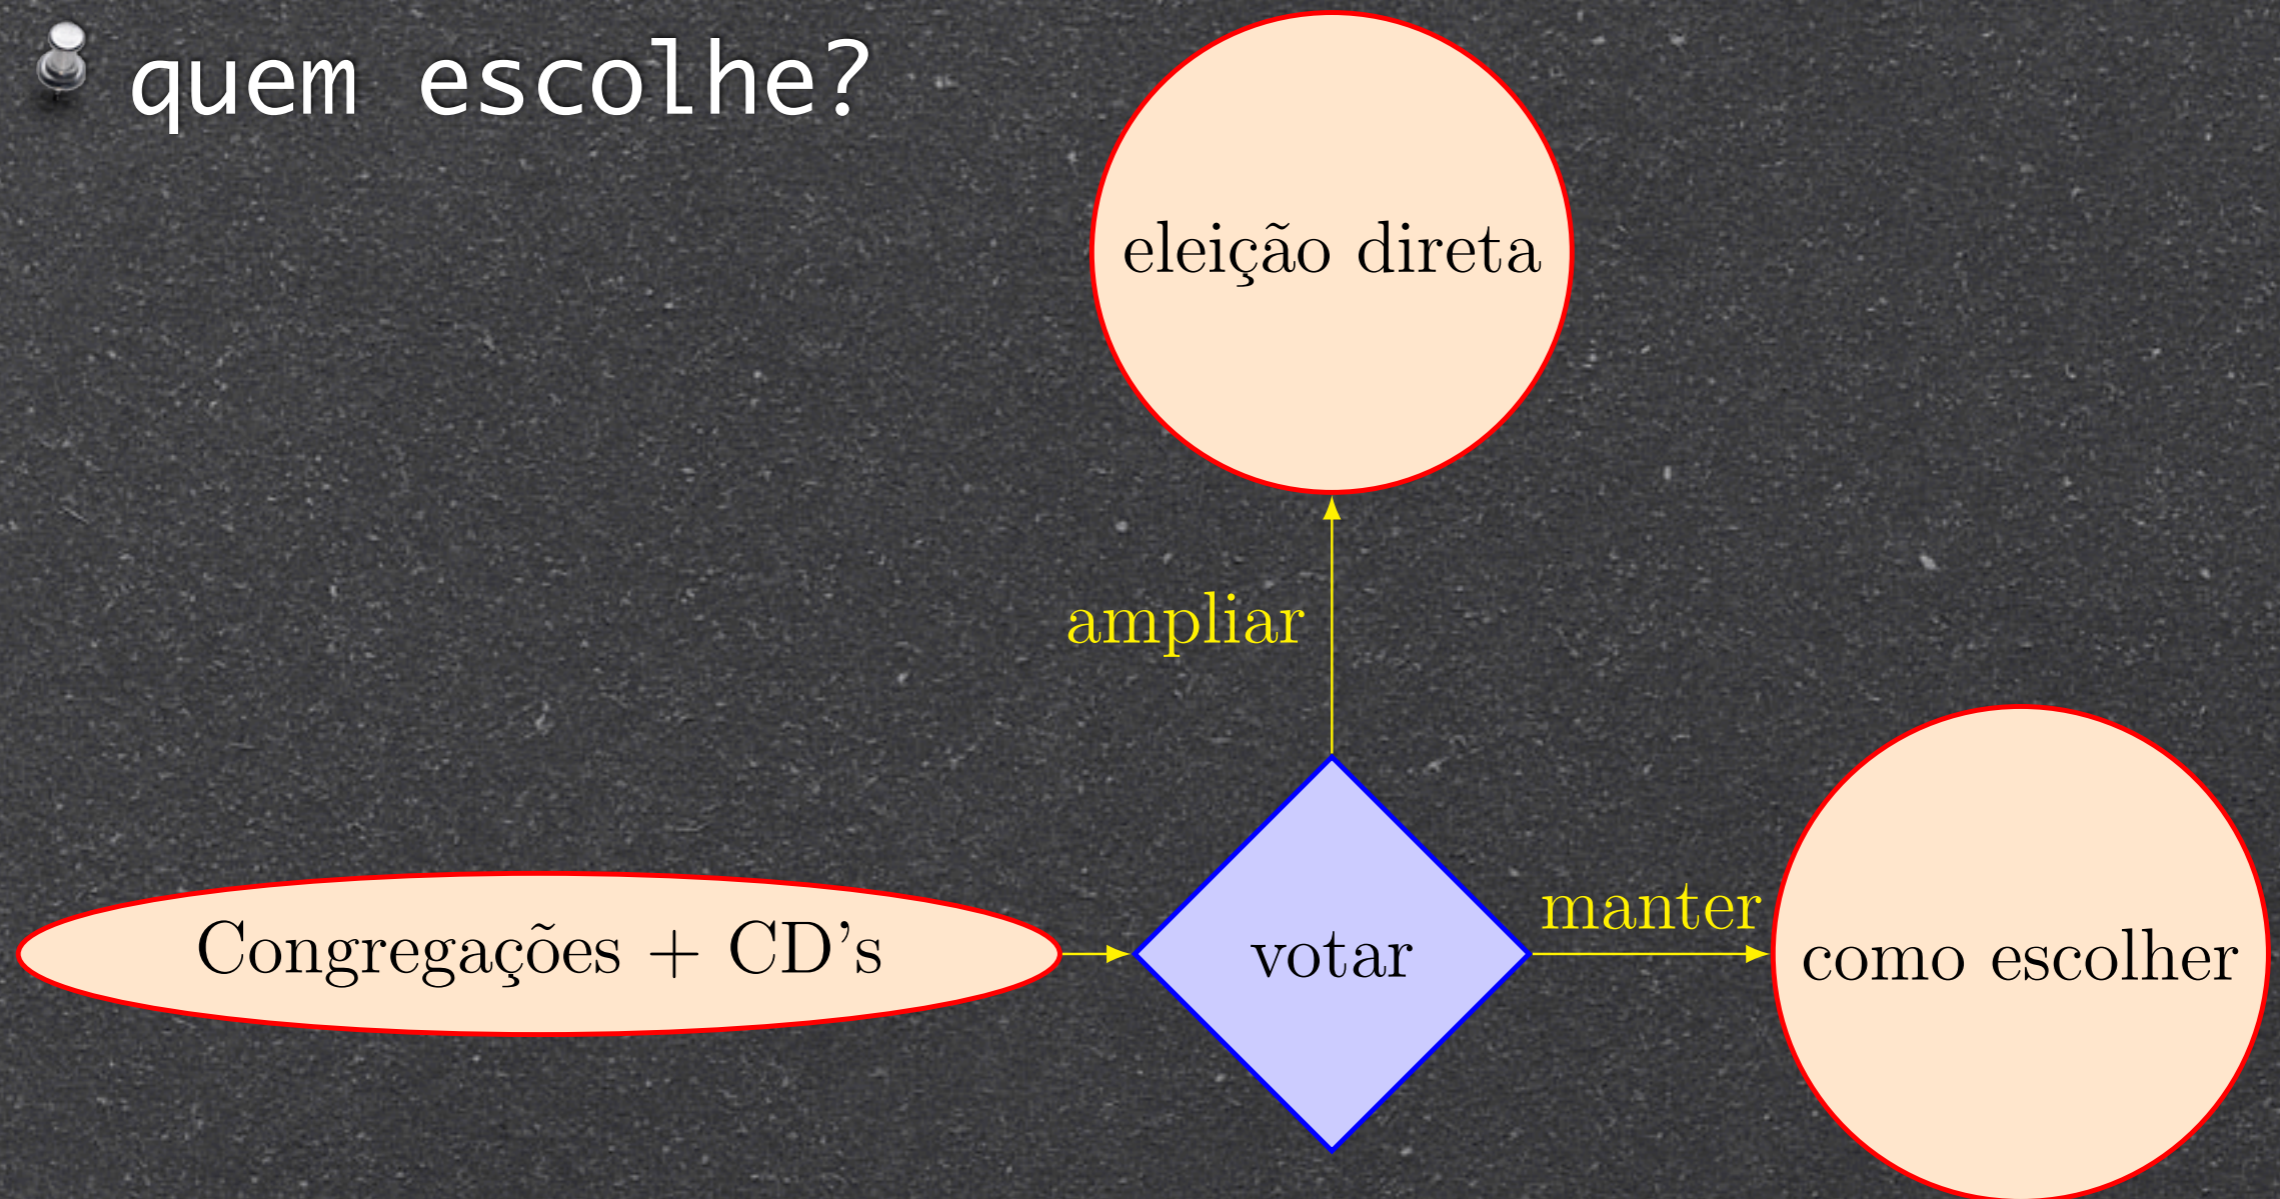 quem escolhe?
eleição direta
ampliar
manter
Congregações + CD's
votar
como escolher